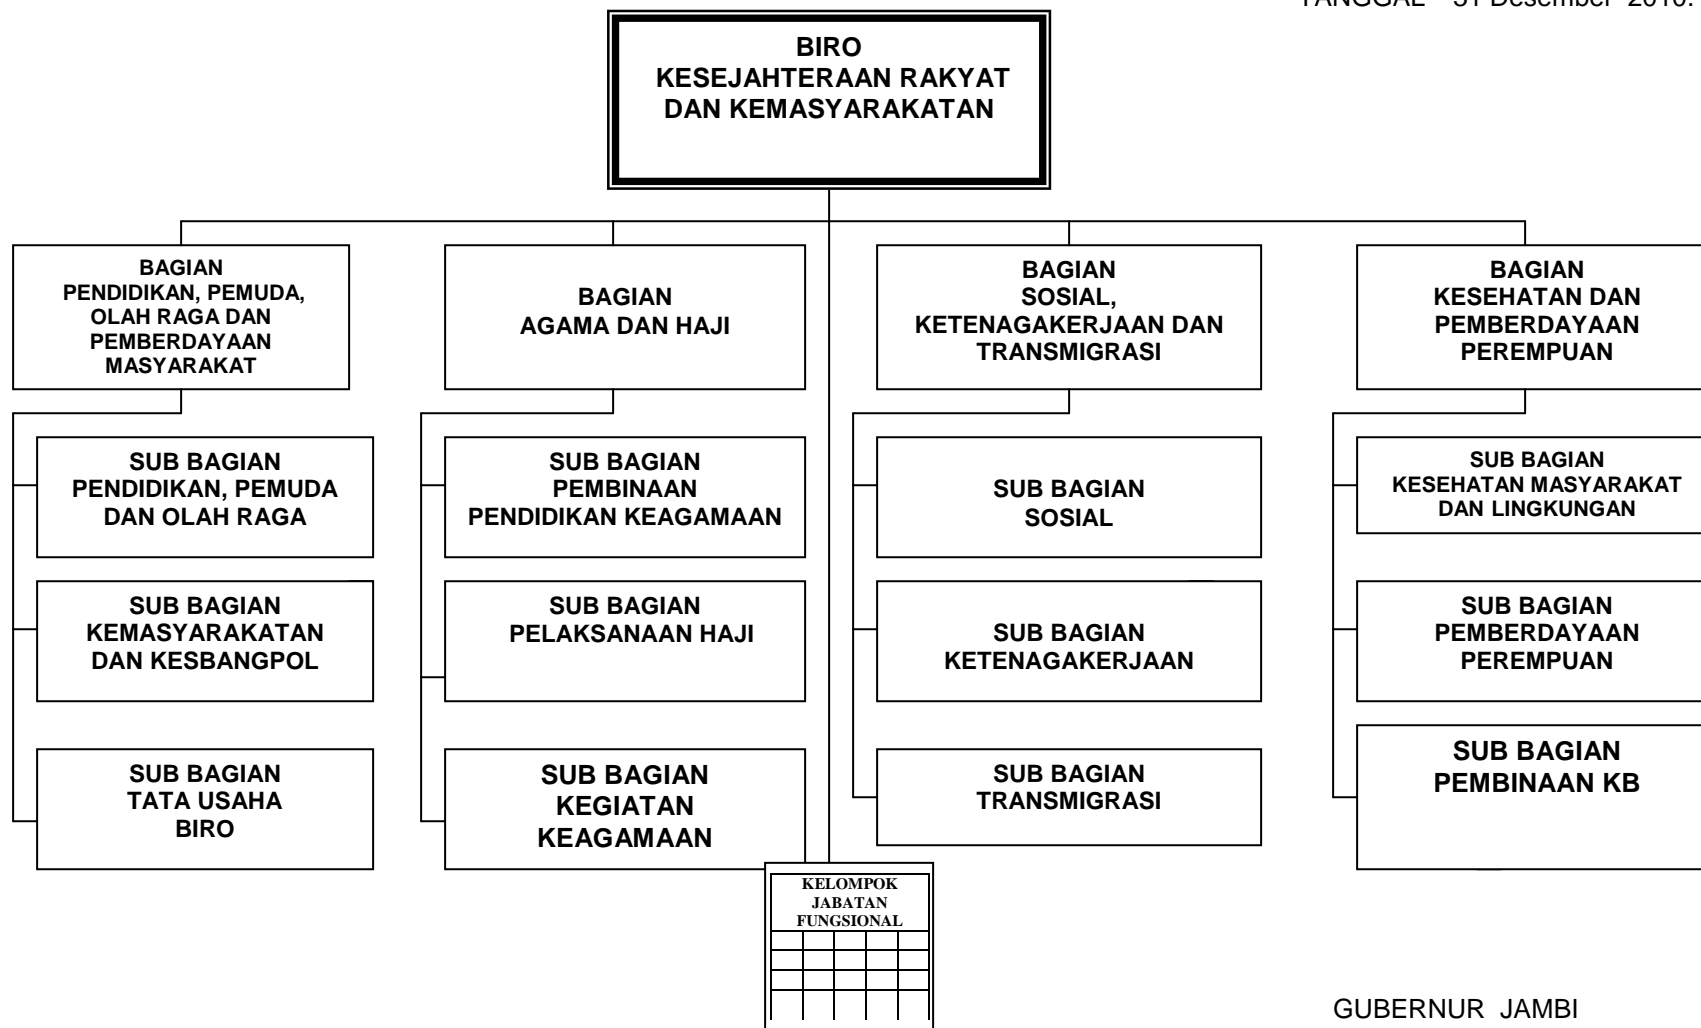 TANGGAL 31 Desember 2010.
BIRO
KESEJAHTERAAN RAKYAT
DAN KEMASYARAKATAN
BAGIAN
PENDIDIKAN, PEMUDA,
OLAH RAGA DAN
PEMBERDAYAAN
MASYARAKAT
BAGIAN
AGAMA DAN HAJI
BAGIAN
SOSIAL,
KETENAGAKERJAAN DAN
TRANSMIGRASI
BAGIAN
KESEHATAN DAN
PEMBERDAYAAN
PEREMPUAN
SUB BAGIAN
PENDIDIKAN, PEMUDA
DAN OLAH RAGA
SUB BAGIAN
PEMBINAAN
PENDIDIKAN KEAGAMAAN
SUB BAGIAN
SOSIAL
SUB BAGIAN
KESEHATAN MASYARAKAT
DAN LINGKUNGAN
SUB BAGIAN
KEMASYARAKATAN
DAN KESBANGPOL
SUB BAGIAN
PELAKSANAAN HAJI
SUB BAGIAN
KETENAGAKERJAAN
SUB BAGIAN
PEMBERDAYAAN
PEREMPUAN
SUB BAGIAN
TATA USAHA
BIRO
SUB BAGIAN
KEGIATAN
KEAGAMAAN
SUB BAGIAN
TRANSMIGRASI
SUB BAGIAN
PEMBINAAN KB
KELOMPOK
JABATAN
FUNGSIONAL
GUBERNUR JAMBI